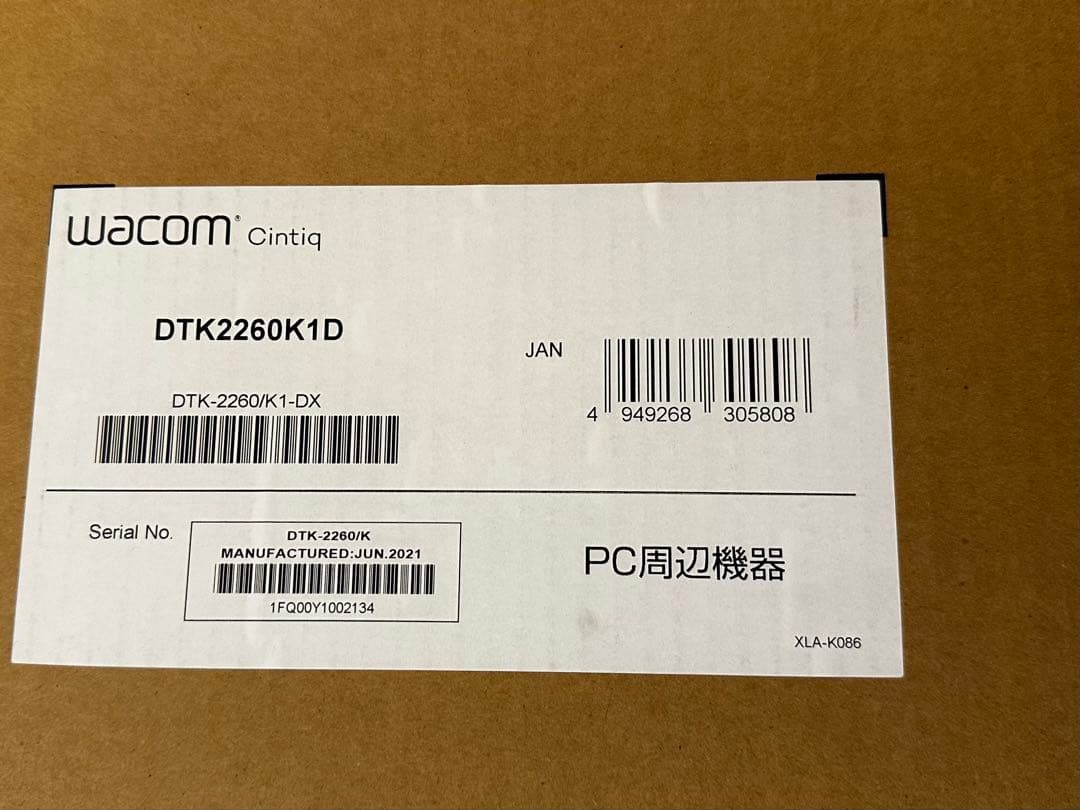 wacom® Cintiq
DTK2260K1D
DTK-2260/K1-DX
JAN
4 949268 305808
Serial No.
DTK-2260/K
MANUFACTURED:JUN.2021
1FQ00Y1002134
PC周辺機器
XLA-K086